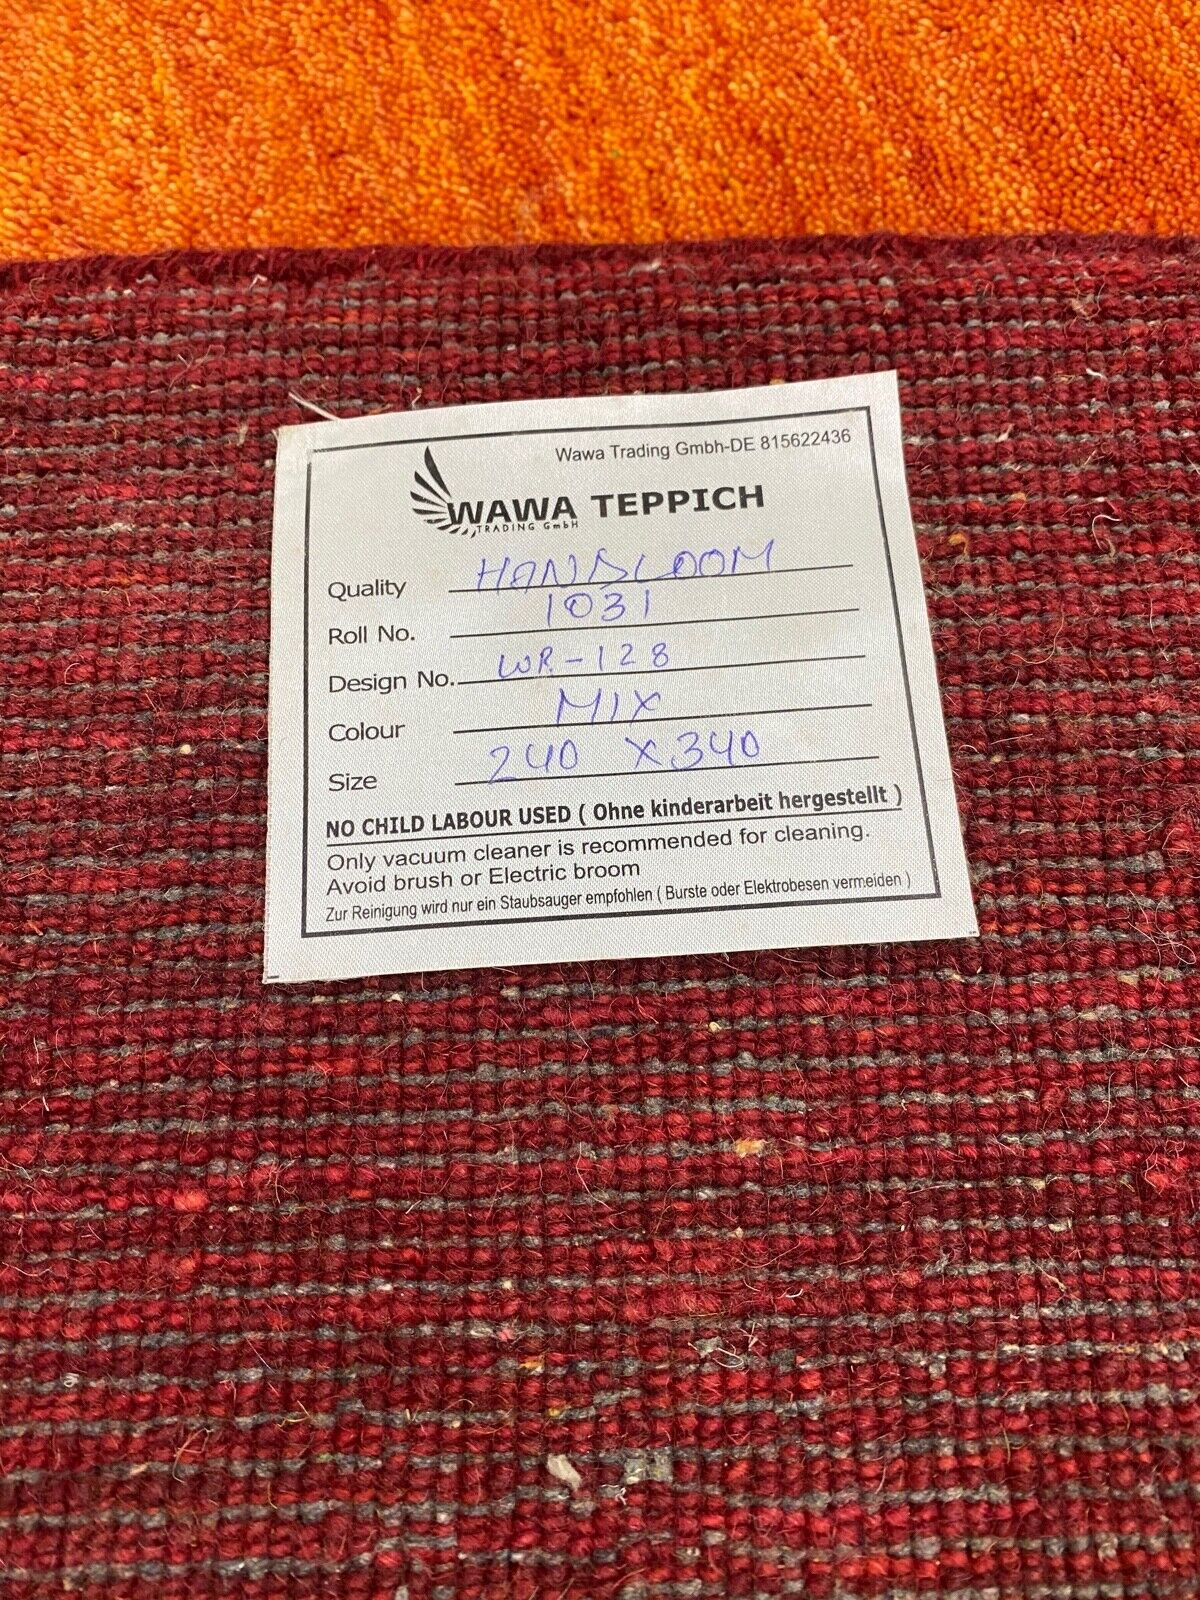 Wawa Trading Gmbh-DE 815622436
WAWA TEPPICH
TRADING GmbH
Quality HANDLOOM
Roll No. 1031
Design No. WR-128
Colour MIX
Size 240 X 340
NO CHILD LABOUR USED ( Ohne kinderarbeit hergestellt )
Only vacuum cleaner is recommended for cleaning.
Avoid brush or Electric broom
Zur Reinigung wird nur ein Staubsauger empfohlen ( Burste oder Elektrobesen vermeiden )